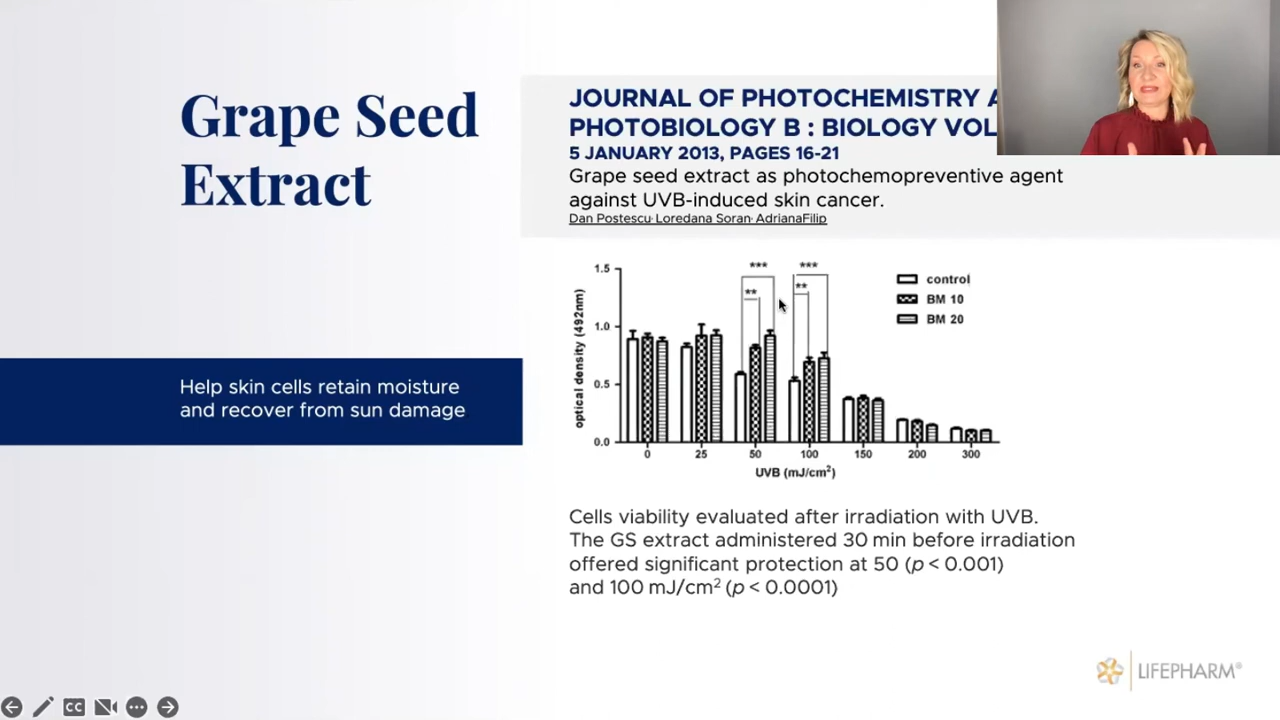 Grape Seed
Extract
Help skin cells retain moisture
and recover from sun damage
JOURNAL OF PHOTOCHEMISTRY A
PHOTOBIOLOGY B : BIOLOGY VOL
5 JANUARY 2013, PAGES 16-21
Grape seed extract as photochemopreventive agent
against UVB-induced skin cancer.
Dan Postescu· Loredana Soran· AdrianaFilip
optical density (492nm)
1.5
1.0
0.5
0.0
*** ***
** **
control
BM 10
BM 20
0 25 50 100 150 200 300
UVB (mJ/cm²)
Cells viability evaluated after irradiation with UVB.
The GS extract administered 30 min before irradiation
offered significant protection at 50 (p < 0.001)
and 100 mJ/cm² (p < 0.0001)
LIFEPHARM®
CC